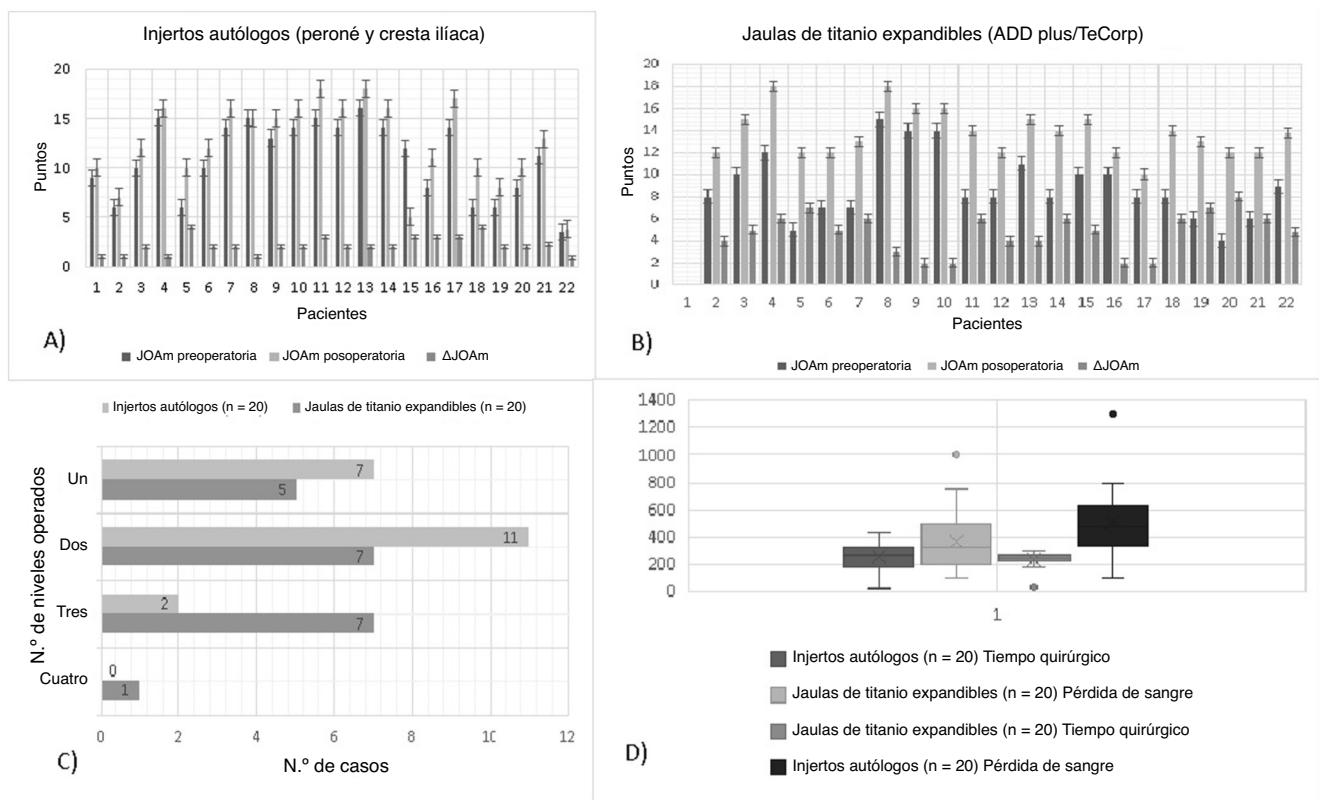 Injertos autólogos (peroné y cresta ilíaca)
20
15
10
5
0
Puntos
1 2 3 4 5 6 7 8 9 10 11 12 13 14 15 16 17 18 19 20 21 22
Pacientes
A)
JOAm preoperatoria JOAm posoperatoria ΔJOAm
Jaulas de titanio expandibles (ADD plus/TeCorp)
20
18
16
14
12
10
8
6
4
2
0
Puntos
1 2 3 4 5 6 7 8 9 10 11 12 13 14 15 16 17 18 19 20 21 22
Pacientes
B)
JOAm preoperatoria JOAm posoperatoria ΔJOAm
Injertos autólogos (n = 20) Jaulas de titanio expandibles (n = 20)
N.º de niveles operados
Un
7
5
Dos
11
7
Tres
2
7
Cuatro
0
1
0 2 4 6 8 10 12
N.º de casos
C)
1400
1200
1000
800
600
400
200
0
1
Injertos autólogos (n = 20) Tiempo quirúrgico
Jaulas de titanio expandibles (n = 20) Pérdida de sangre
Jaulas de titanio expandibles (n = 20) Tiempo quirúrgico
Injertos autólogos (n = 20) Pérdida de sangre
D)